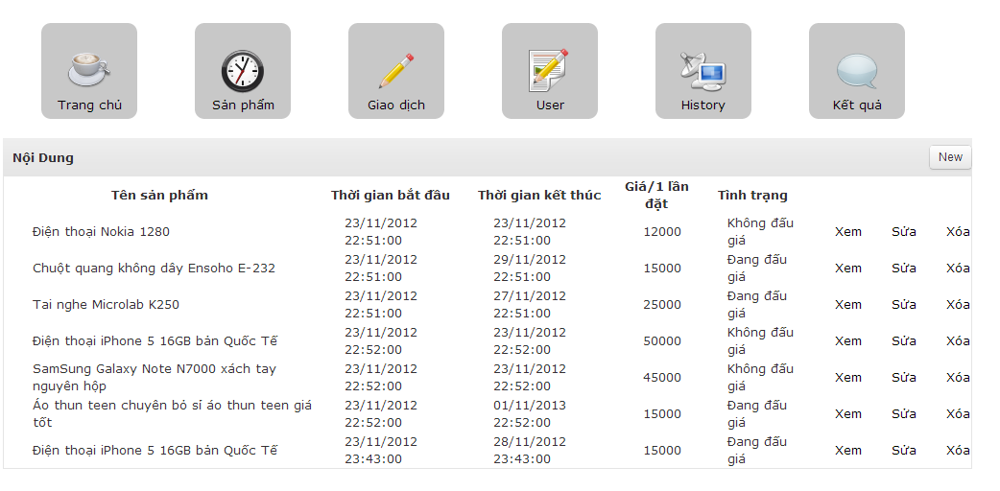 Trang chủ
Sản phẩm
Giao dịch
User
History
Kết quả
Nội Dung
New
Tên sản phẩm
Thời gian bắt đầu
Thời gian kết thúc
Giá/1 lần
đặt
Tình trạng
Điện thoại Nokia 1280
23/11/2012
22:51:00
23/11/2012
22:51:00
12000
Không đấu
giá
Xem
Sửa
Xóa
Chuột quang không dây Ensoho E-232
23/11/2012
22:51:00
29/11/2012
22:51:00
15000
Đang đấu
giá
Xem
Sửa
Xóa
Tai nghe Microlab K250
23/11/2012
22:51:00
27/11/2012
22:51:00
25000
Đang đấu
giá
Xem
Sửa
Xóa
Điện thoại iPhone 5 16GB bản Quốc Tế
23/11/2012
22:52:00
23/11/2012
22:52:00
50000
Không đấu
giá
Xem
Sửa
Xóa
SamSung Galaxy Note N7000 xách tay
nguyên hộp
23/11/2012
22:52:00
23/11/2012
22:52:00
45000
Không đấu
giá
Xem
Sửa
Xóa
Áo thun teen chuyên bỏ sỉ áo thun teen giá
tốt
23/11/2012
22:52:00
01/11/2013
22:52:00
15000
Đang đấu
giá
Xem
Sửa
Xóa
Điện thoại iPhone 5 16GB bản Quốc Tế
23/11/2012
23:43:00
28/11/2012
23:43:00
15000
Đang đấu
giá
Xem
Sửa
Xóa